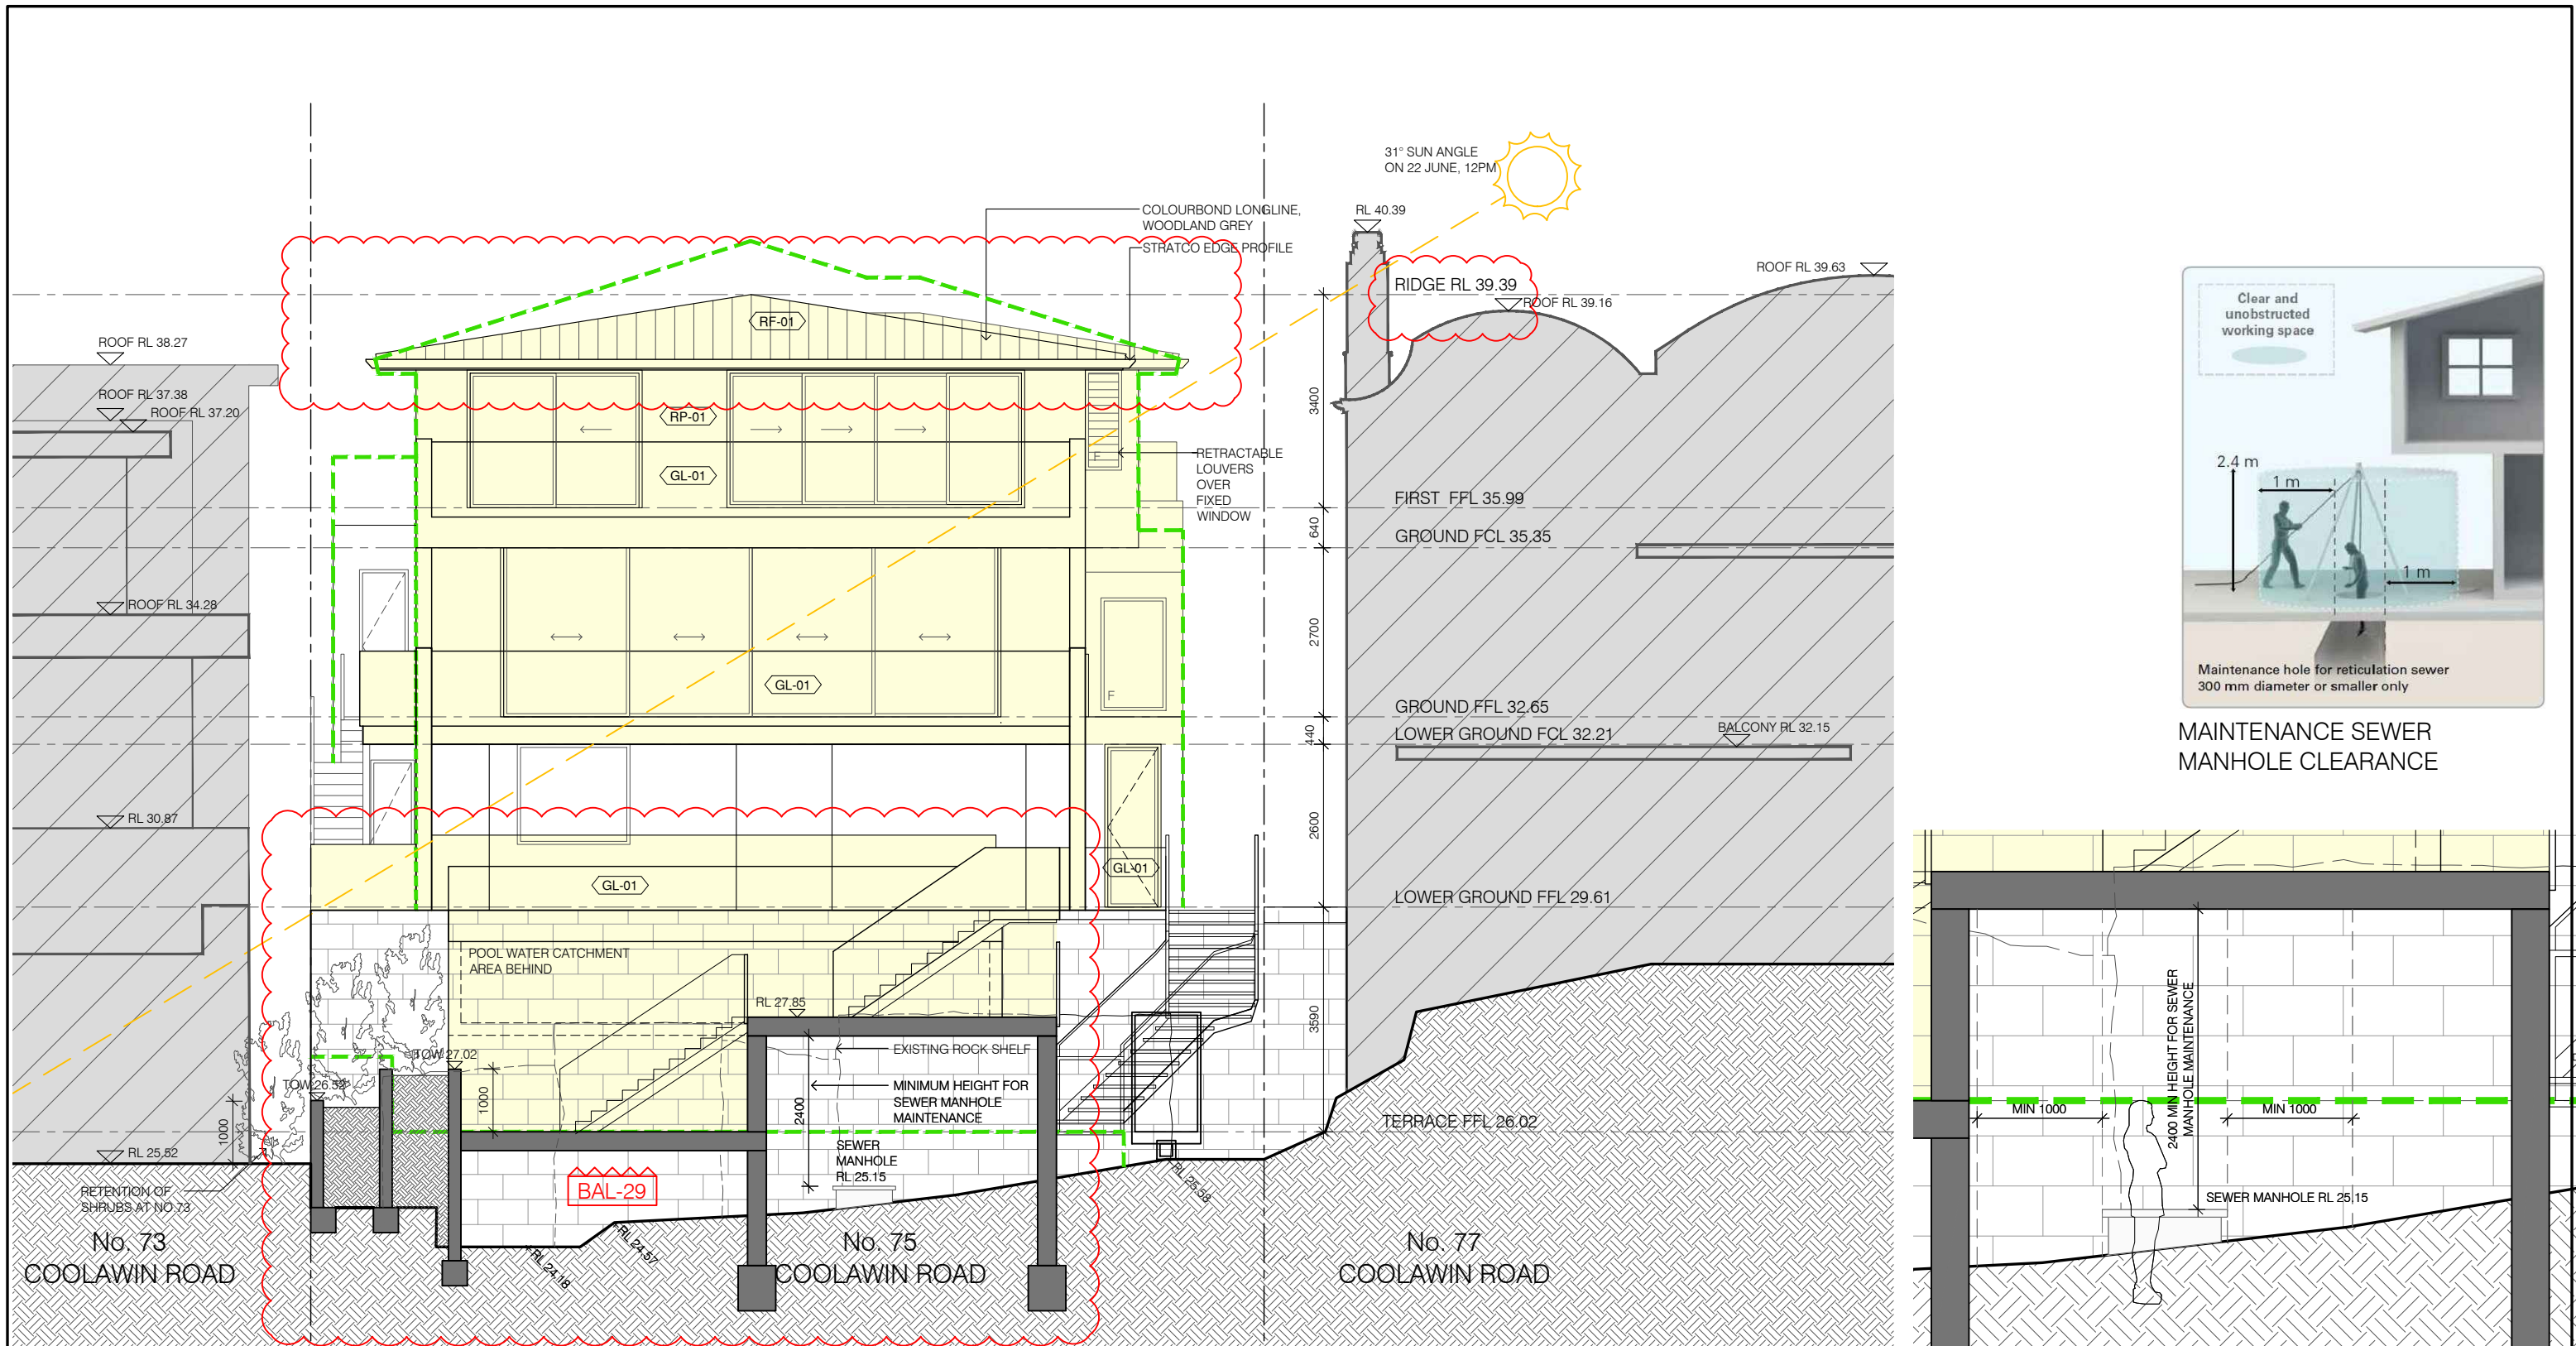 31° SUN ANGLE
ON 22 JUNE, 12PM
COLOURBOND LONGLINE,
WOODLAND GREY
STRATCO EDGE PROFILE
RL 40.39
RIDGE RL 39.39
ROOF RL 39.16
ROOF RL 39.63
RF-01
ROOF RL 38.27
ROOF RL 37.38
ROOF RL 37.20
RP-01
GL-01
F
RETRACTABLE
LOUVERS
OVER
FIXED
WINDOW
3400
FIRST FFL 35.99
640
GROUND FCL 35.35
ROOF RL 34.28
2700
GL-01
F
GROUND FFL 32.65
440
LOWER GROUND FCL 32.21
BALCONY RL 32.15
RL 30.87
2600
GL-01
GL-01
LOWER GROUND FFL 29.61
POOL WATER CATCHMENT
AREA BEHIND
RL 27.85
3590
EXISTING ROCK SHELF
TOW 27.02
TOW 26.52
1000
1000
2400
MINIMUM HEIGHT FOR
SEWER MANHOLE
MAINTENANCE
TERRACE FFL 26.02
SEWER
MANHOLE
RL 25.15
RL 25.52
RETENTION OF
SHRUBS AT NO.73
BAL-29
+RL 25.58
+RL 24.57
+RL 24.18
No. 73
COOLAWIN ROAD
No. 75
COOLAWIN ROAD
No. 77
COOLAWIN ROAD
Clear and
unobstructed
working space
2.4 m
1 m
1 m
Maintenance hole for reticulation sewer
300 mm diameter or smaller only
MAINTENANCE SEWER
MANHOLE CLEARANCE
2400 MIN HEIGHT FOR SEWER
MANHOLE MAINTENANCE
MIN 1000
MIN 1000
SEWER MANHOLE RL 25.15